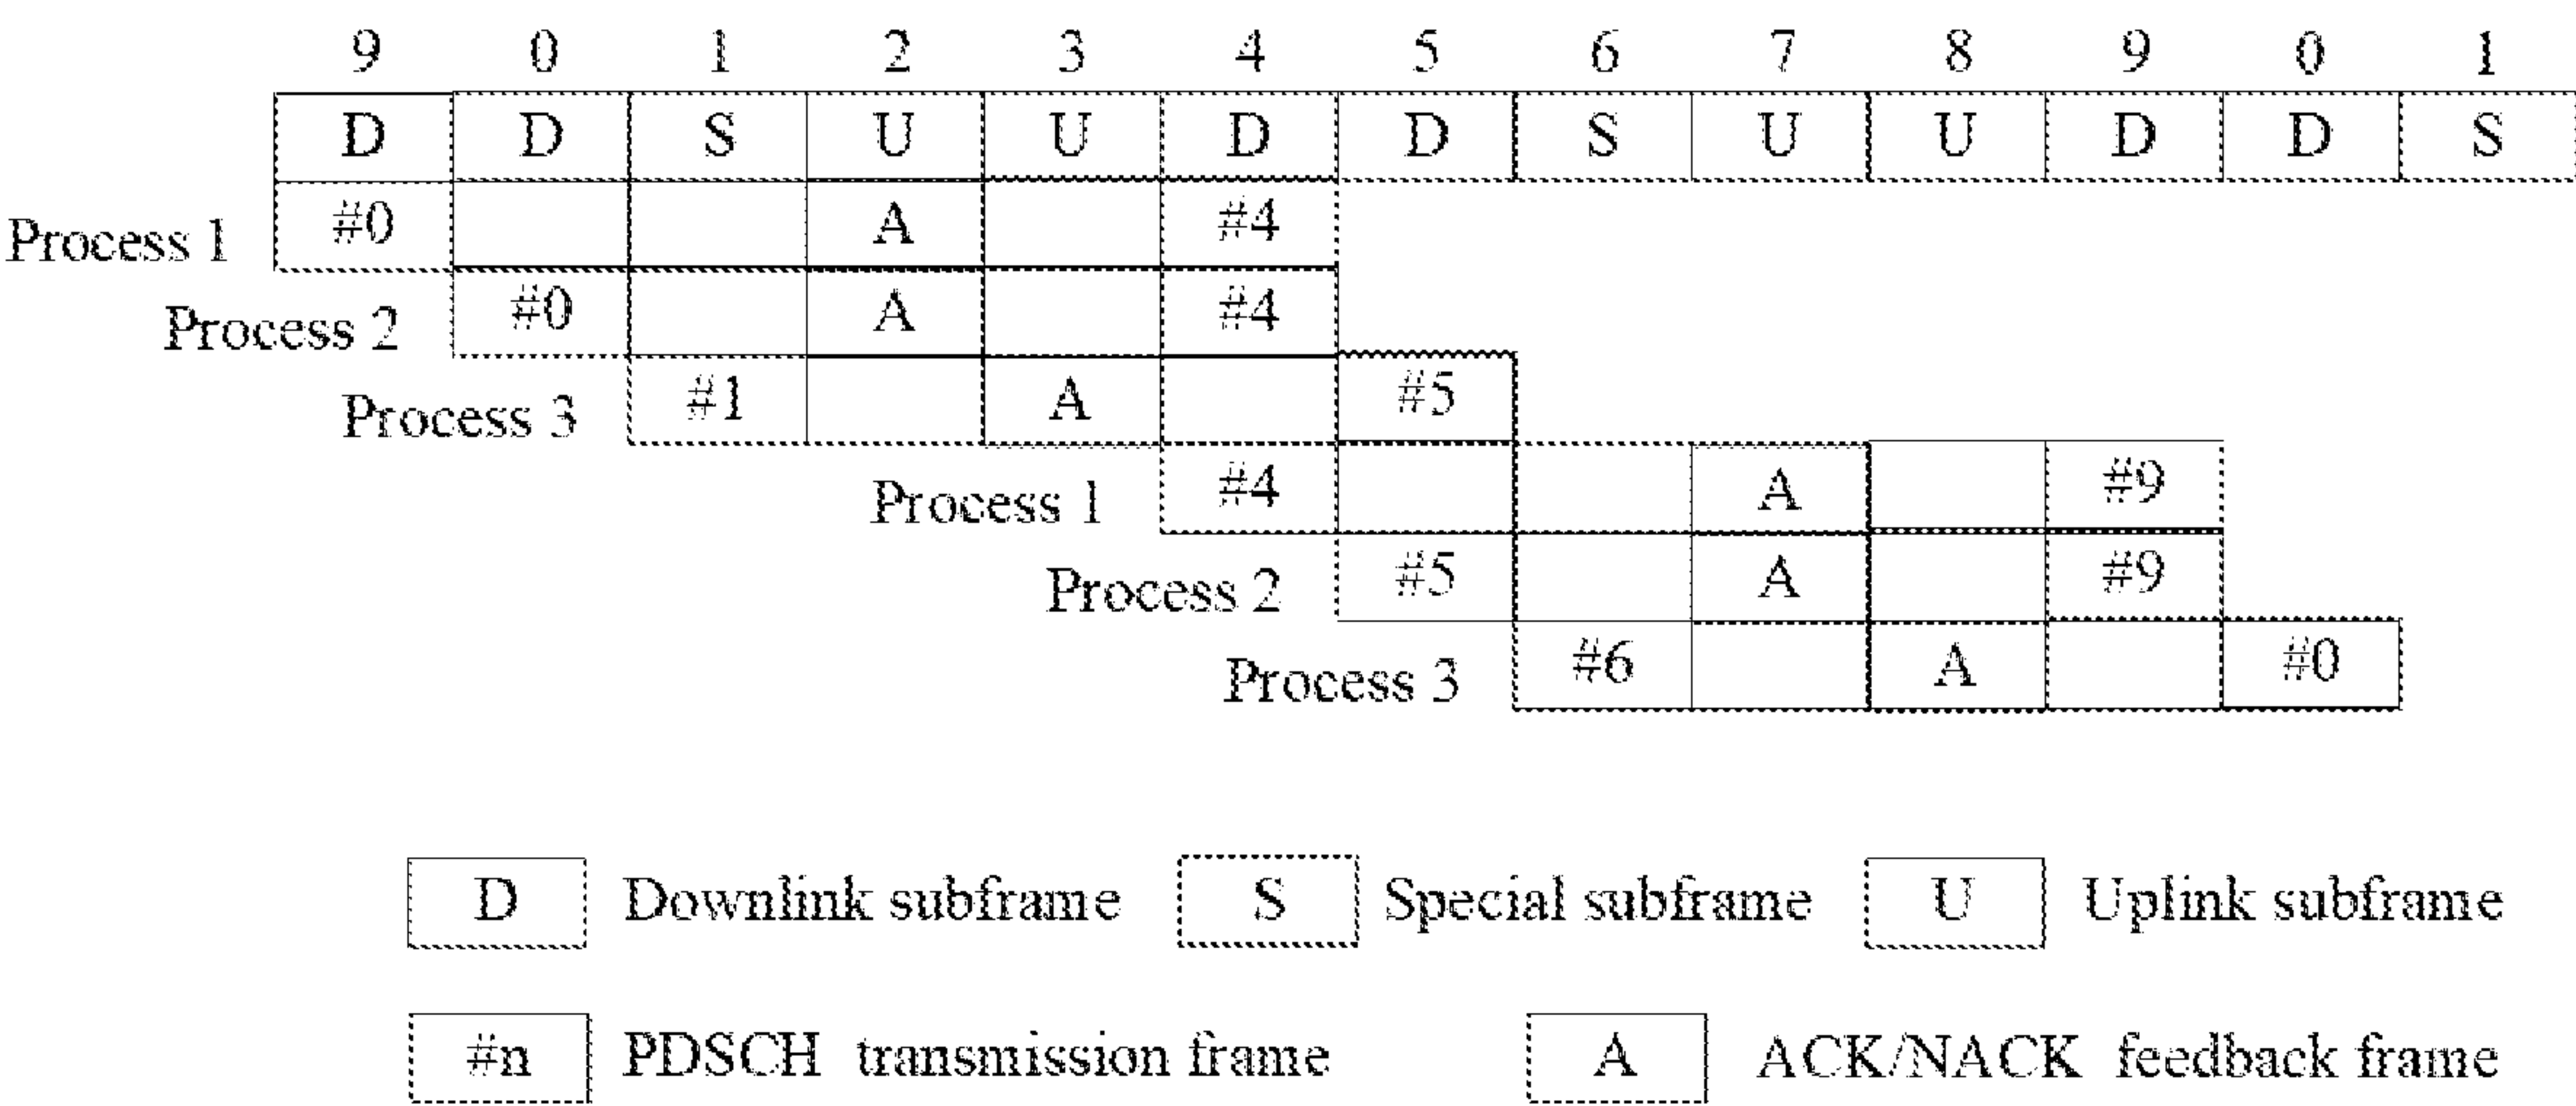 9 0 1 2 3 4 5 6 7 8 9 0 1
D D S U U D D S U U D D S
Process 1 #0 A #4
Process 2 #0 A #4
Process 3 #1 A #5
Process 1 #4 A #9
Process 2 #5 A #9
Process 3 #6 A #0
D Downlink subframe S Special subframe U Uplink subframe
#n PDSCH transmission frame A ACK/NACK feedback frame